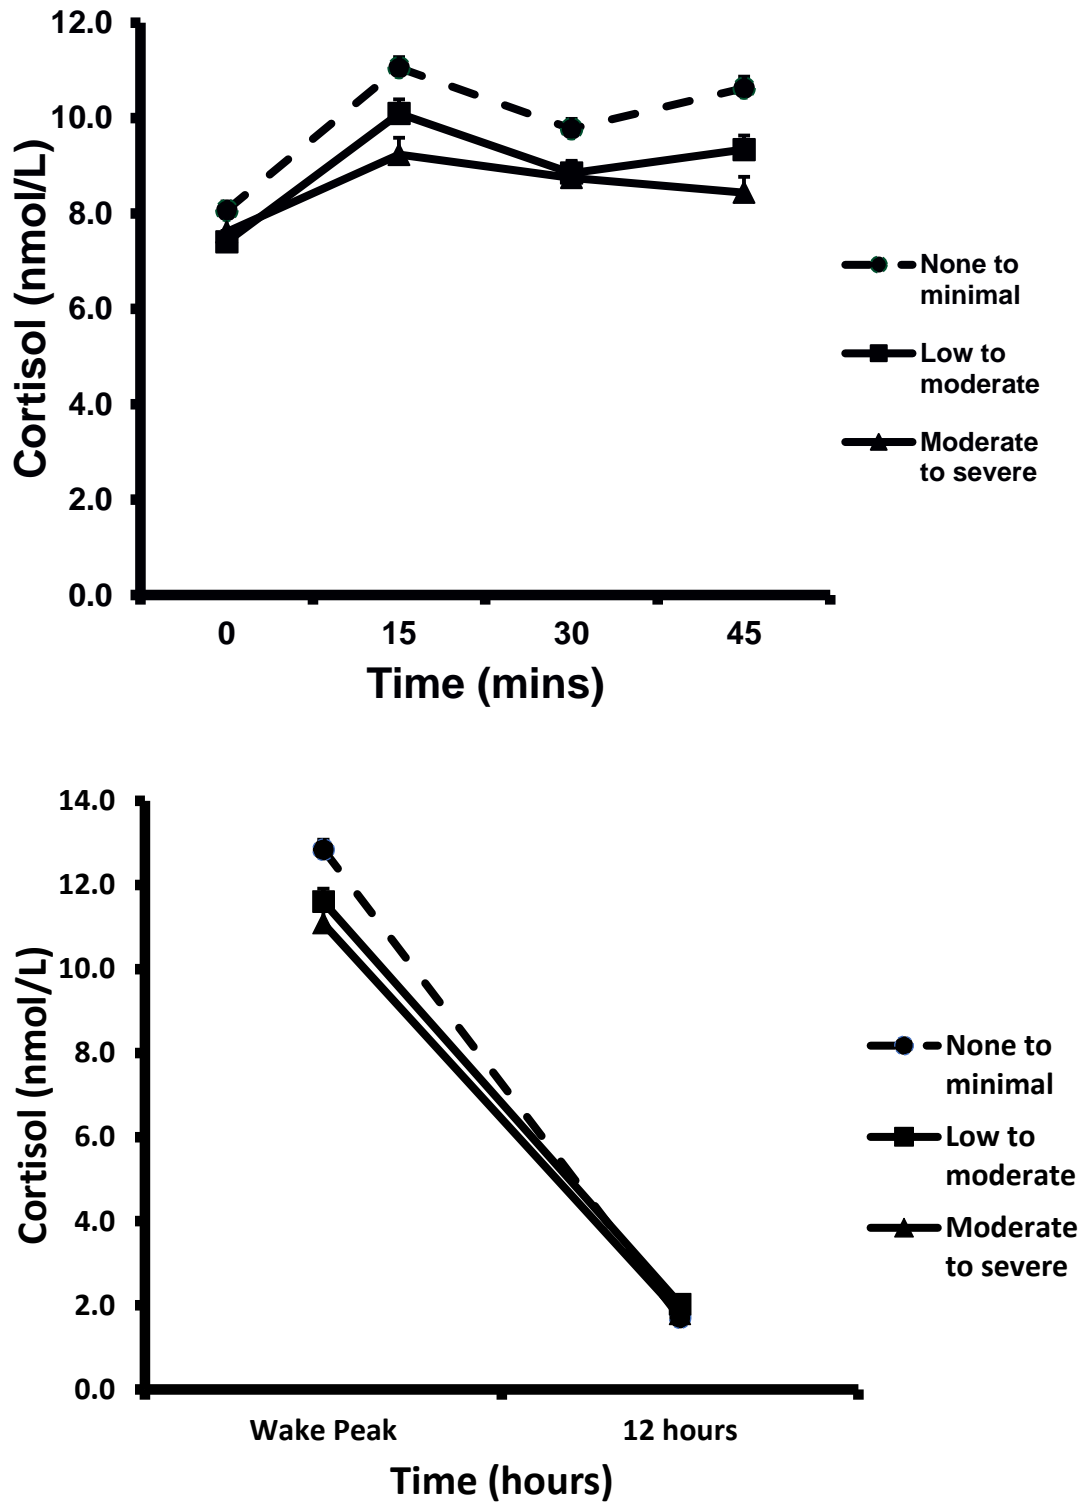 12.0
10.0
8.0
6.0
4.0
2.0
0.0
Cortisol (nmol/L)
0 15 30 45
Time (mins)
None to
minimal
Low to
moderate
Moderate
to severe
14.0
12.0
10.0
8.0
6.0
4.0
2.0
0.0
Cortisol (nmol/L)
Wake Peak 12 hours
Time (hours)
None to
minimal
Low to
moderate
Moderate
to severe